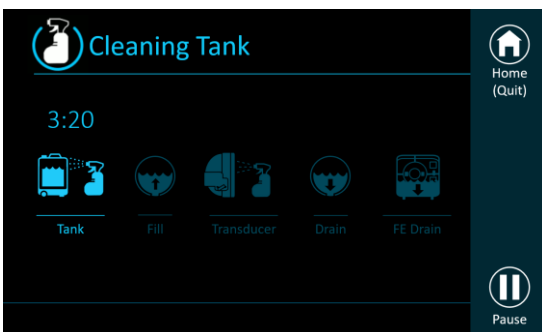 Cleaning Tank
Home
(Quit)
3:20
Tank
Fill
Transducer
Drain
FE Drain
Pause